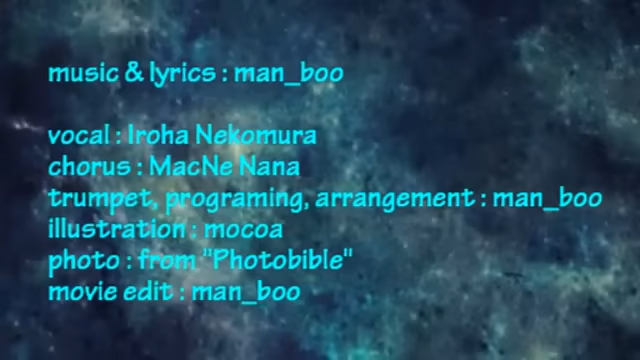 music & lyrics : man_boo
vocal : Iroha Nekomura
chorus : MacNe Nana
trumpet, programing, arrangement : man_boo
illustration : mocoa
photo : from "Photobible"
movie edit : man_boo